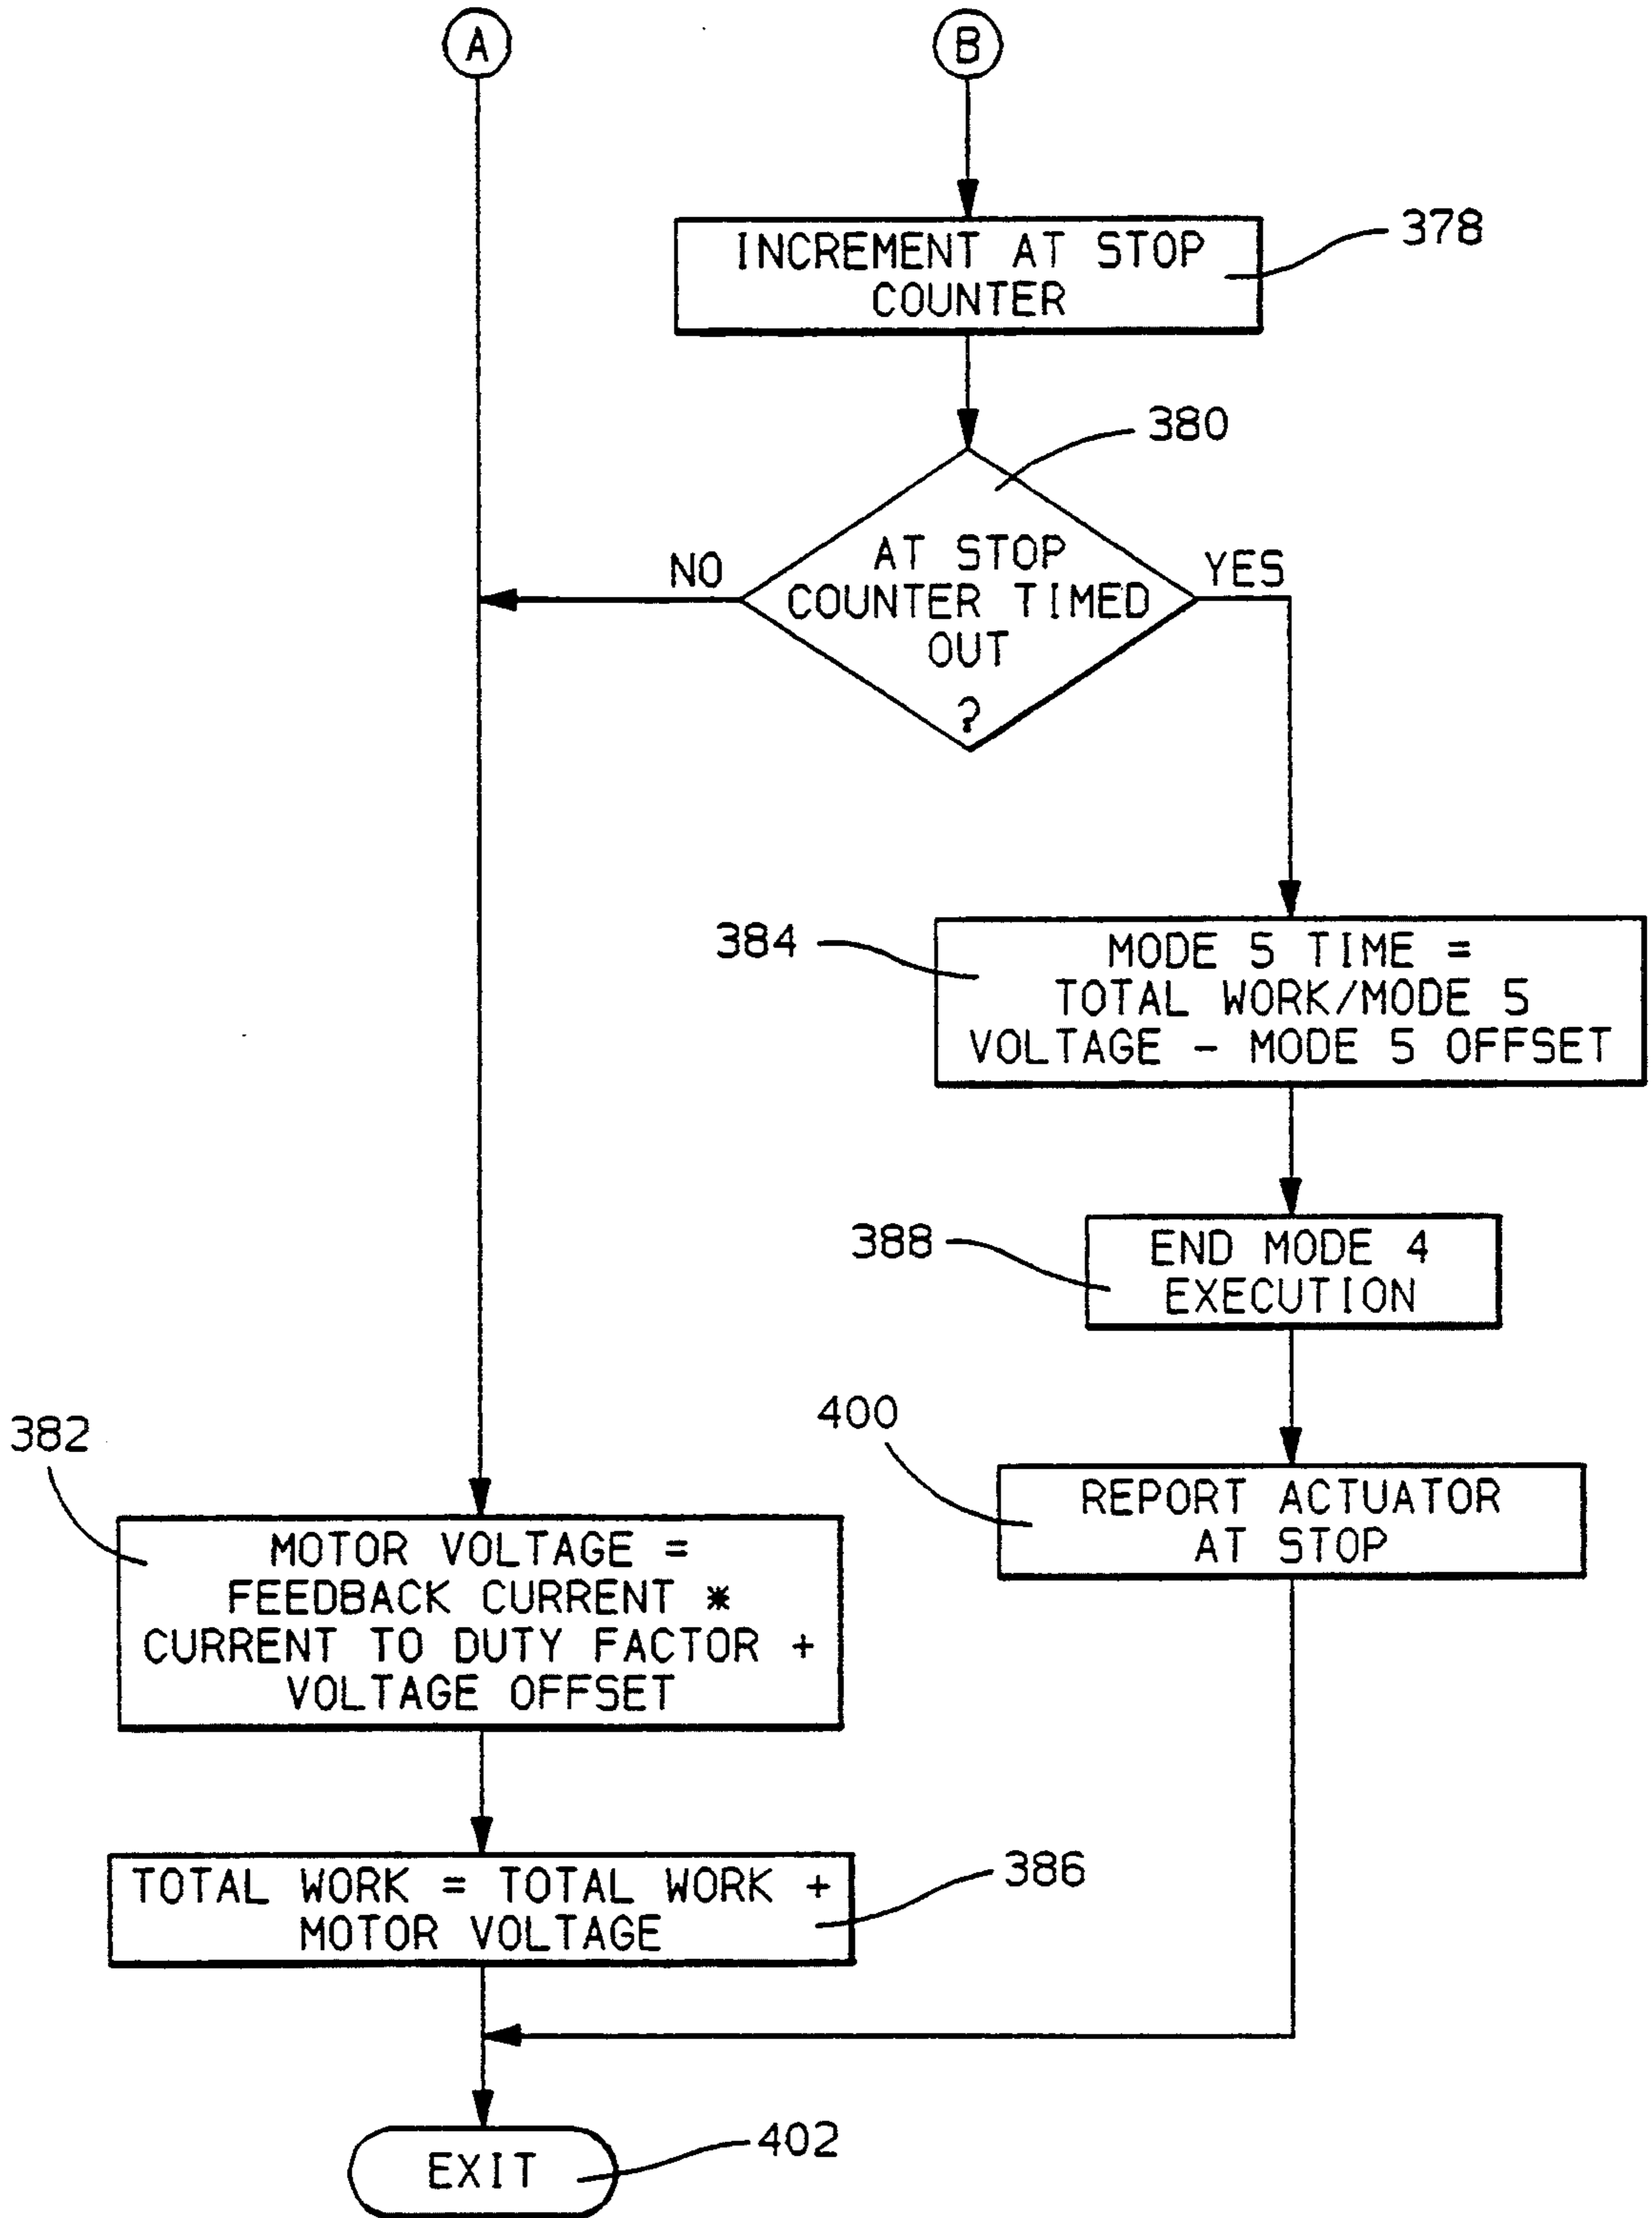 A
B
INCREMENT AT STOP
COUNTER
378
380
AT STOP
COUNTER TIMED
OUT
?
NO
YES
384
MODE 5 TIME =
TOTAL WORK/MODE 5
VOLTAGE - MODE 5 OFFSET
388
END MODE 4
EXECUTION
400
REPORT ACTUATOR
AT STOP
382
MOTOR VOLTAGE =
FEEDBACK CURRENT *
CURRENT TO DUTY FACTOR +
VOLTAGE OFFSET
TOTAL WORK = TOTAL WORK +
MOTOR VOLTAGE
386
EXIT
402